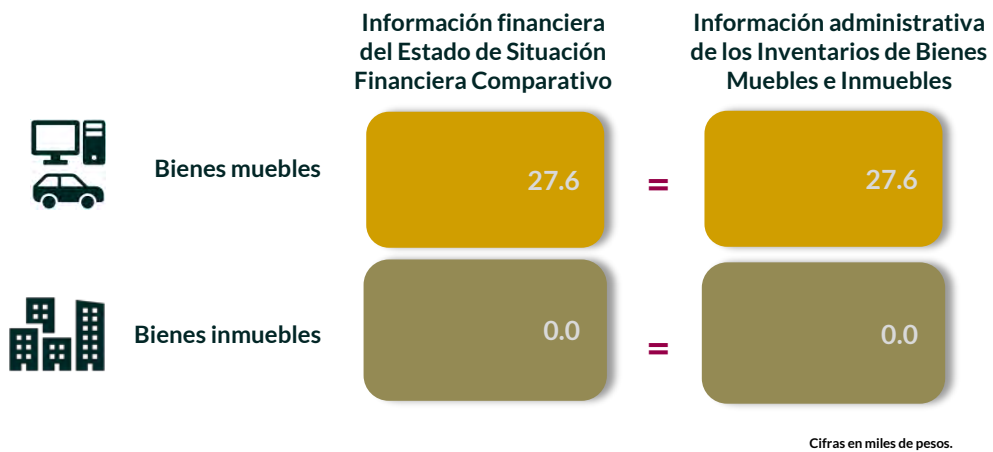 Información financiera
del Estado de Situación
Financiera Comparativo
Información administrativa
de los Inventarios de Bienes
Muebles e Inmuebles
Bienes muebles
27.6
=
27.6
Bienes inmuebles
0.0
=
0.0
Cifras en miles de pesos.